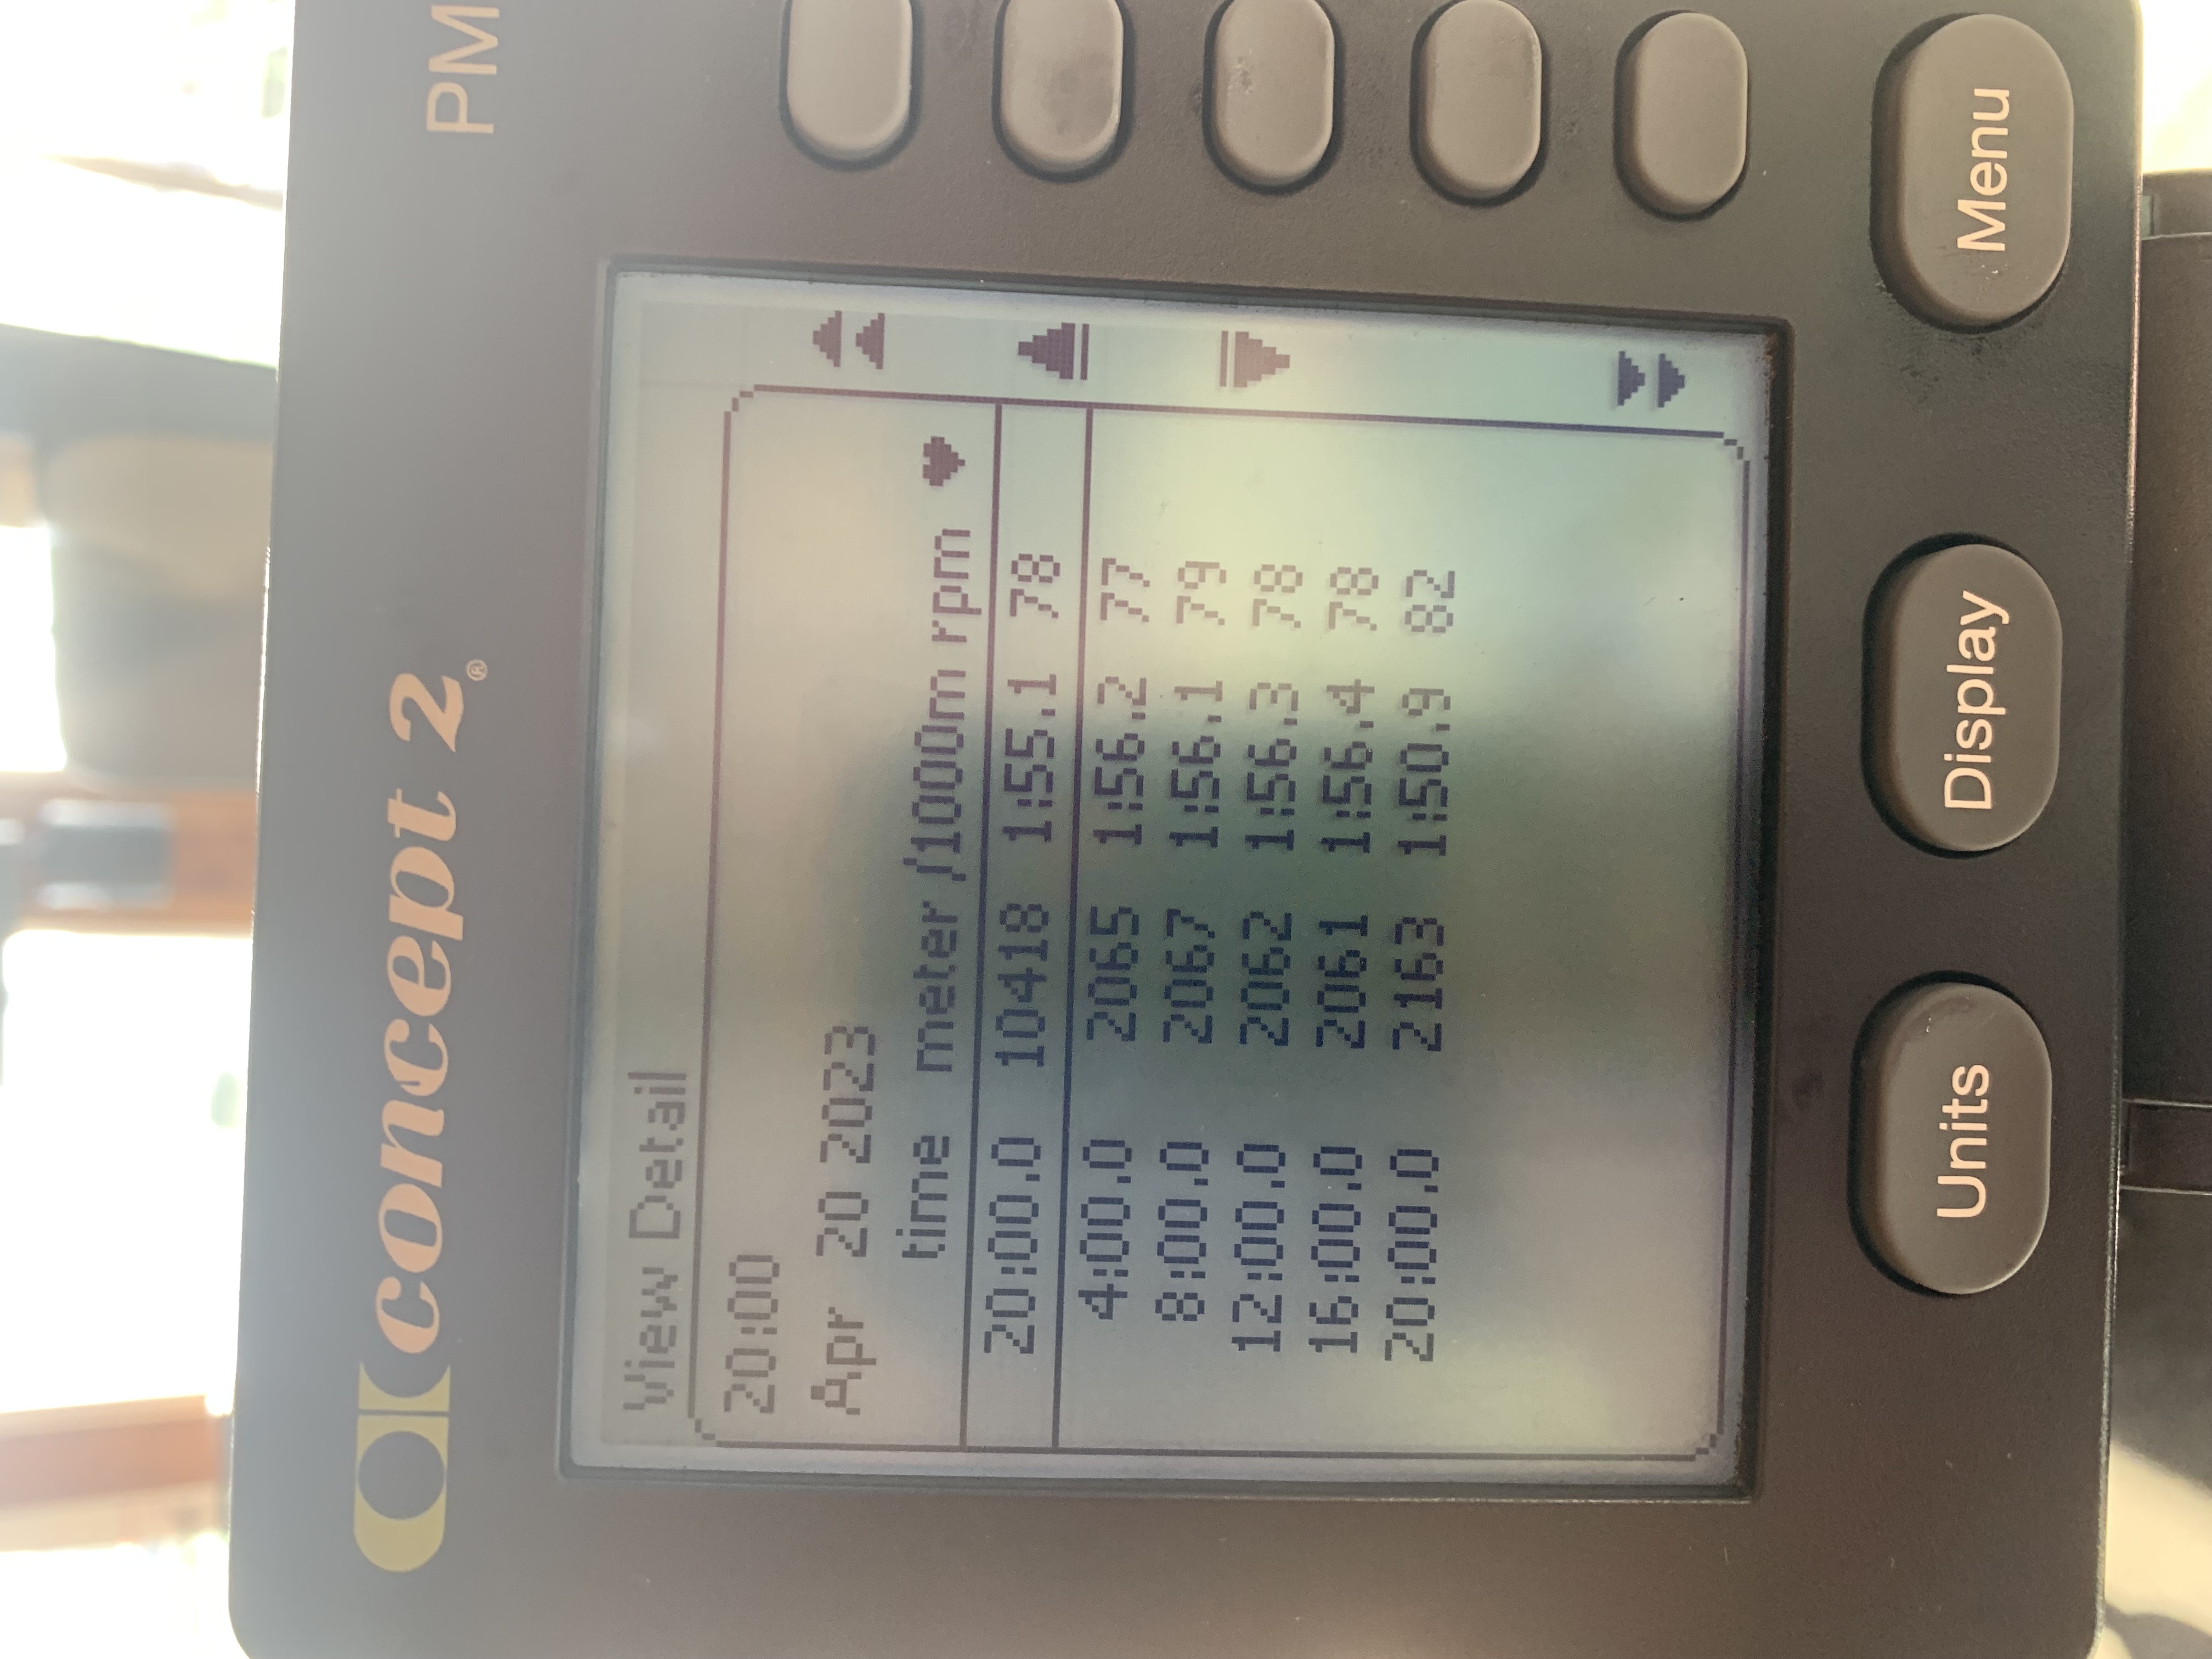 concept 2®
PM
View Detail
20:00
Apr 20 2023
time meter /1000m rpm ♥
20:00.0 10418 1:55.1 78
4:00.0 2065 1:56.2 77
8:00.0 2067 1:56.1 79
12:00.0 2062 1:56.3 78
16:00.0 2061 1:56.4 78
20:00.0 2163 1:50.9 82
Units Display Menu